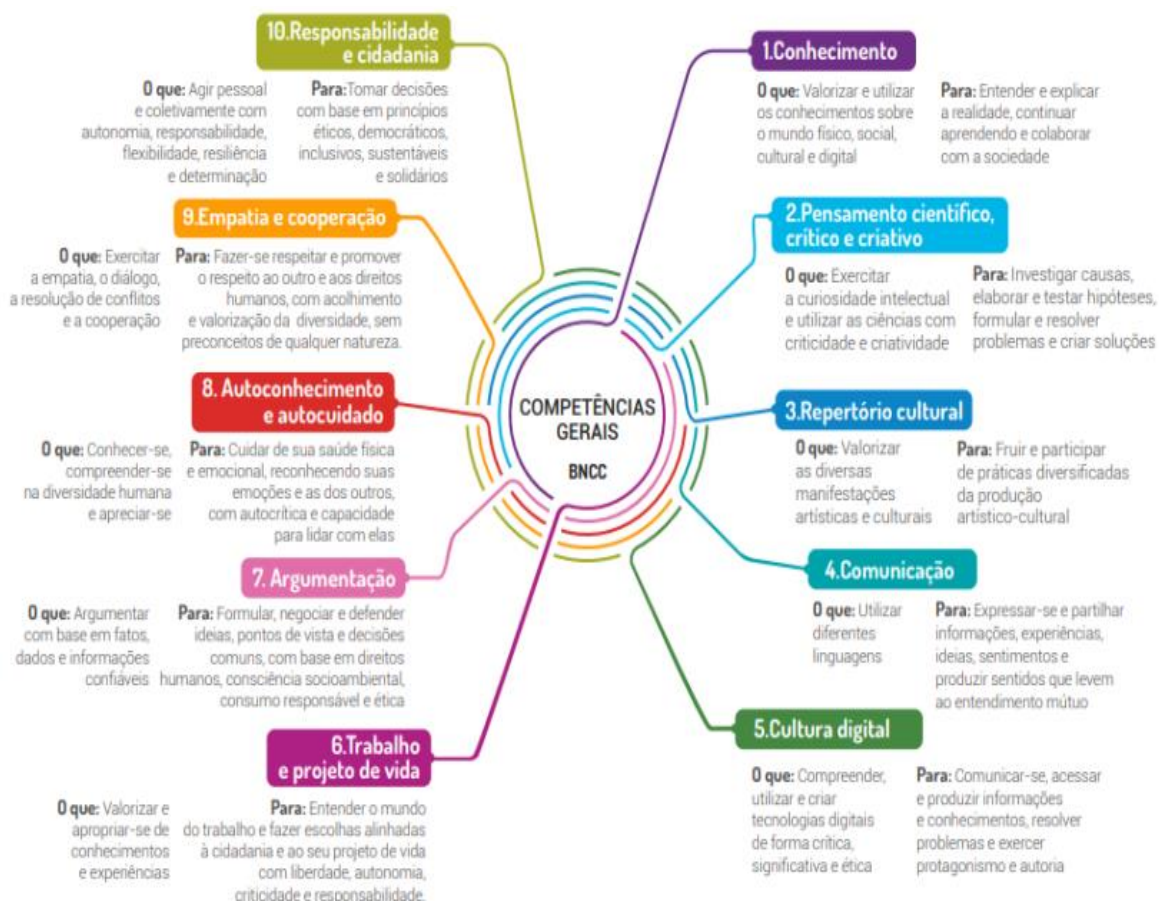 COMPETÊNCIAS
GERAIS
BNCC
1.Conhecimento
O que: Valorizar e utilizar
os conhecimentos sobre
o mundo físico, social,
cultural e digital
Para: Entender e explicar
a realidade, continuar
aprendendo e colaborar
com a sociedade
2.Pensamento científico,
crítico e criativo
O que: Exercitar
a curiosidade intelectual
e utilizar as ciências com
criticidade e criatividade
Para: Investigar causas,
elaborar e testar hipóteses,
formular e resolver
problemas e criar soluções
3.Repertório cultural
O que: Valorizar
as diversas
manifestações
artísticas e culturais
Para: Fruir e participar
de práticas diversificadas
da produção
artístico-cultural
4.Comunicação
O que: Utilizar
diferentes
linguagens
Para: Expressar-se e partilhar
informações, experiências,
ideias, sentimentos e
produzir sentidos que levem
ao entendimento mútuo
5.Cultura digital
O que: Compreender,
utilizar e criar
tecnologias digitais
de forma crítica,
significativa e ética
Para: Comunicar-se, acessar
e produzir informações
e conhecimentos, resolver
problemas e exercer
protagonismo e autoria
6.Trabalho
e projeto de vida
O que: Valorizar e
apropriar-se de
conhecimentos
e experiências
Para: Entender o mundo
do trabalho e fazer escolhas alinhadas
à cidadania e ao seu projeto de vida
com liberdade, autonomia,
criticidade e responsabilidade.
7. Argumentação
O que: Argumentar
com base em fatos,
dados e informações
confiáveis
Para: Formular, negociar e defender
ideias, pontos de vista e decisões
comuns, com base em direitos
humanos, consciência socioambiental,
consumo responsável e ética
8. Autoconhecimento
e autocuidado
O que: Conhecer-se,
compreender-se
na diversidade humana
e apreciar-se
Para: Cuidar de sua saúde física
e emocional, reconhecendo suas
emoções e as dos outros,
com autocrítica e capacidade
para lidar com elas
9.Empatia e cooperação
O que: Exercitar
a empatia, o diálogo,
a resolução de conflitos
e a cooperação
Para: Fazer-se respeitar e promover
o respeito ao outro e aos direitos
humanos, com acolhimento
e valorização da diversidade, sem
preconceitos de qualquer natureza.
10.Responsabilidade
e cidadania
O que: Agir pessoal
e coletivamente com
autonomia, responsabilidade,
flexibilidade, resiliência
e determinação
Para:Tomar decisões
com base em princípios
éticos, democráticos,
inclusivos, sustentáveis
e solidários